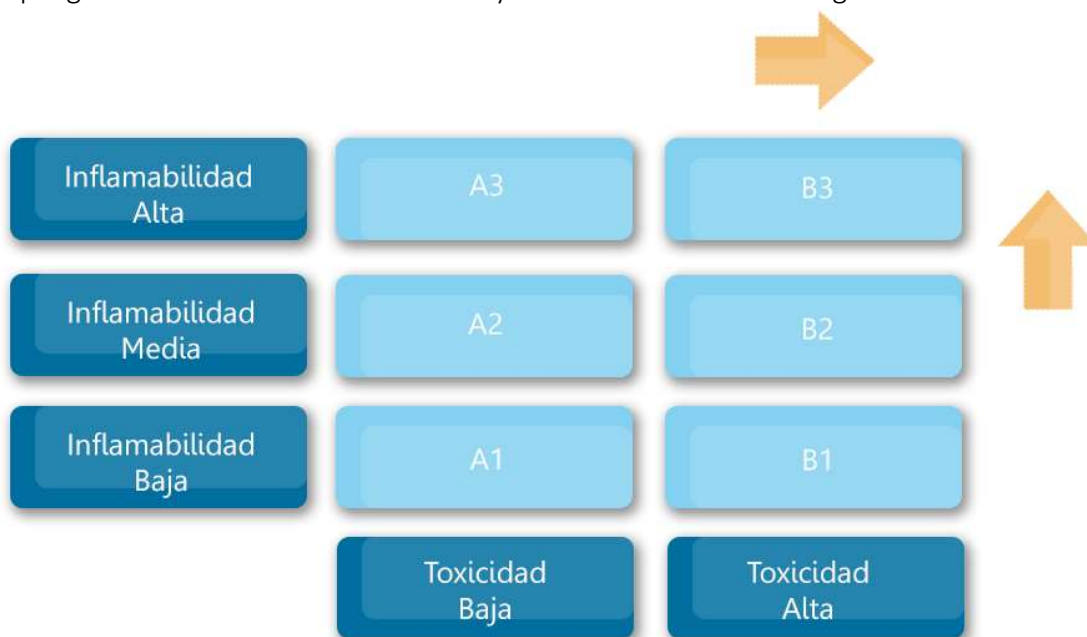 Inflamabilidad
Alta
A3
B3
Inflamabilidad
Media
A2
B2
Inflamabilidad
Baja
A1
B1
Toxicidad
Baja
Toxicidad
Alta